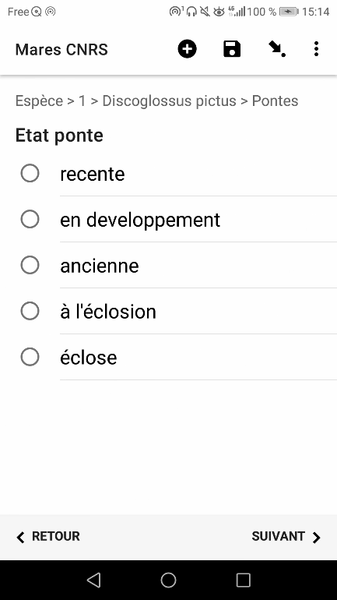 Free 100 % 15:14
Mares CNRS
Espèce > 1 > Discoglossus pictus > Pontes
Etat ponte
recente
en developpement
ancienne
à l'éclosion
éclose
RETOUR SUIVANT